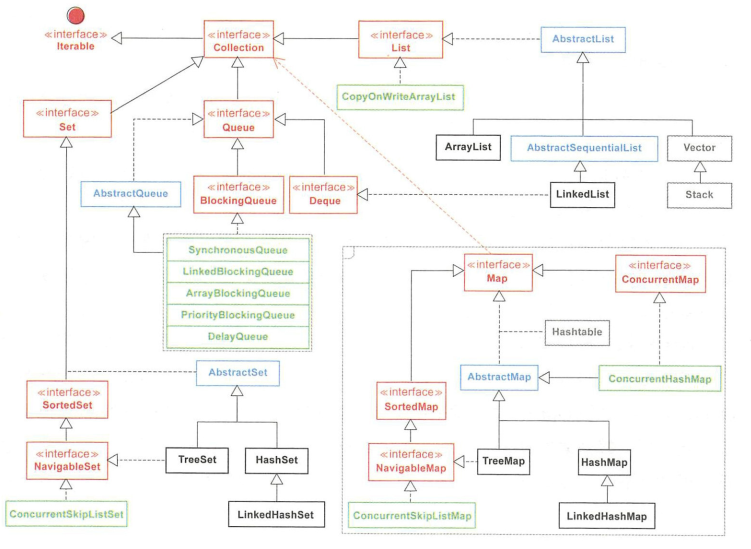 ≪interface≫
Iterable
≪interface≫
Collection
≪interface≫
List
AbstractList
CopyOnWriteArrayList
≪interface≫
Set
≪interface≫
Queue
ArrayList
AbstractSequentialList
Vector
AbstractQueue
≪interface≫
BlockingQueue
≪interface≫
Deque
LinkedList
Stack
SynchronousQueue
LinkedBlockingQueue
ArrayBlockingQueue
PriorityBlockingQueue
DelayQueue
≪interface≫
Map
≪interface≫
ConcurrentMap
Hashtable
AbstractSet
AbstractMap
ConcurrentHashMap
≪interface≫
SortedSet
≪interface≫
SortedMap
≪interface≫
NavigableSet
TreeSet
HashSet
≪interface≫
NavigableMap
TreeMap
HashMap
ConcurrentSkipListSet
LinkedHashSet
ConcurrentSkipListMap
LinkedHashMap